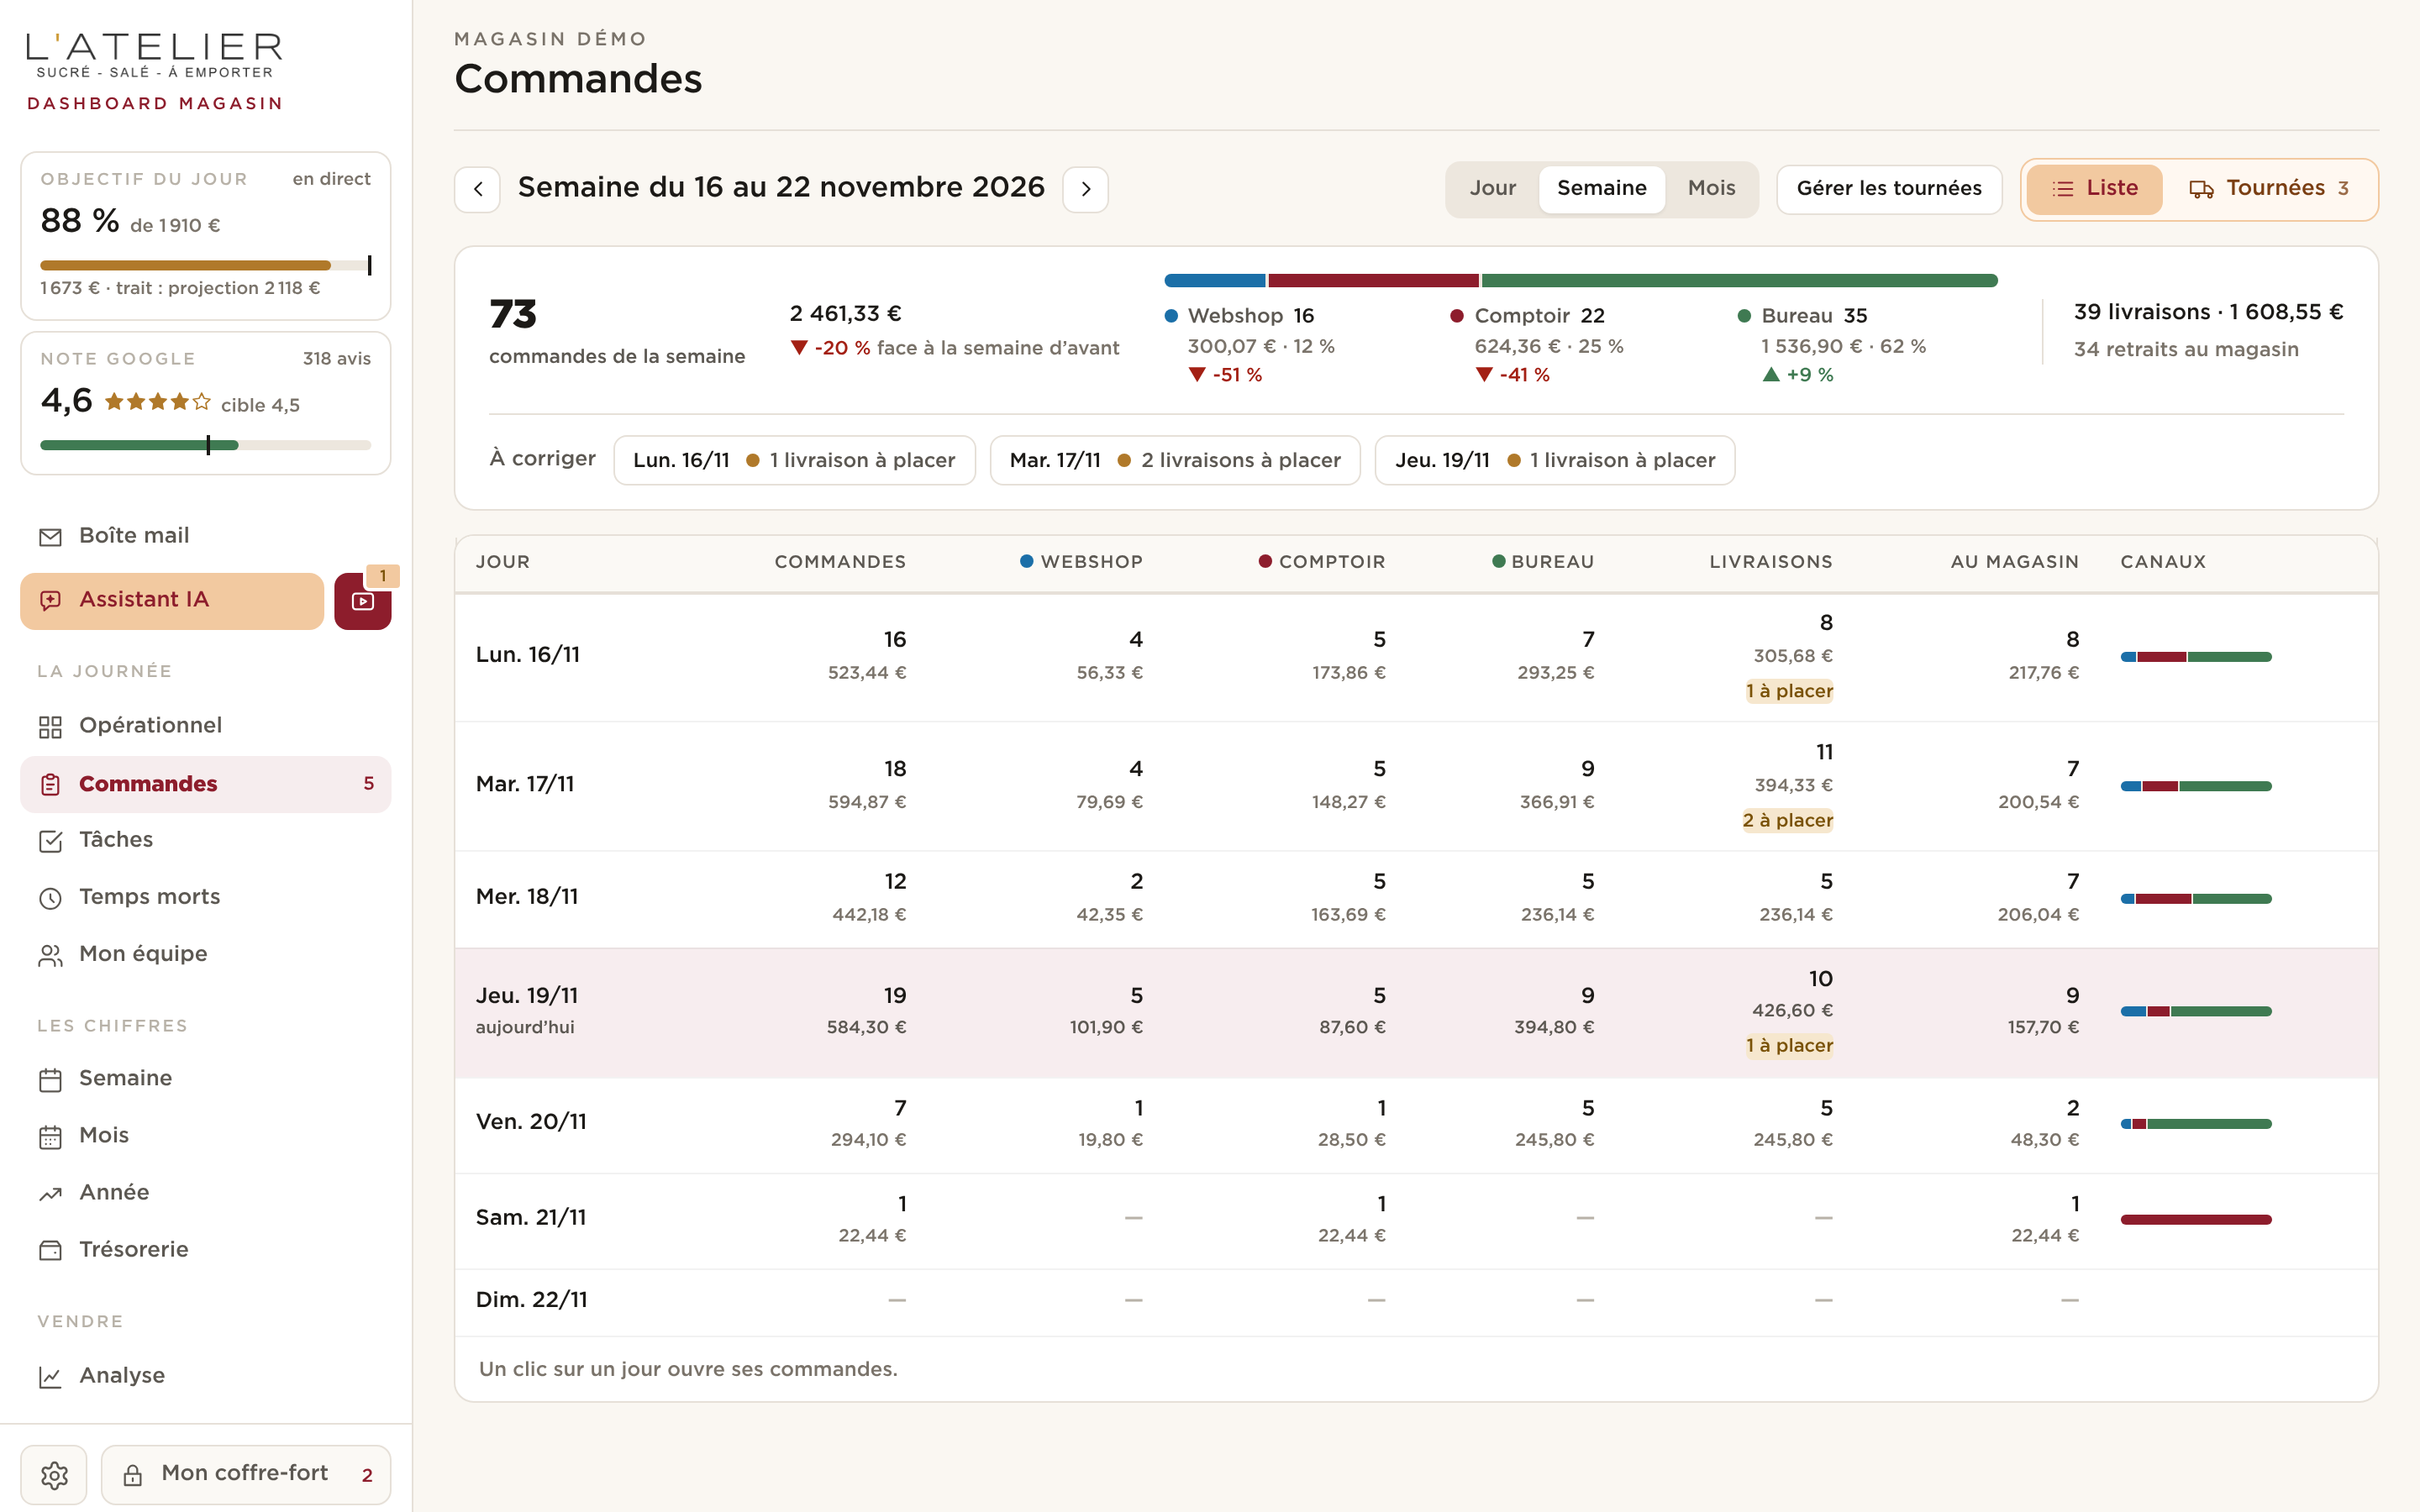 L'ATELIER
SUCRÉ - SALÉ - À EMPORTER
DASHBOARD MAGASIN
OBJECTIF DU JOUR en direct
88 % de 1 910 €
1 673 € · trait : projection 2 118 €
NOTE GOOGLE 318 avis
4,6 cible 4,5
Boîte mail
Assistant IA 1
LA JOURNÉE
Opérationnel
Commandes 5
Tâches
Temps morts
Mon équipe
LES CHIFFRES
Semaine
Mois
Année
Trésorerie
VENDRE
Analyse
Mon coffre-fort 2
MAGASIN DÉMO
Commandes
Semaine du 16 au 22 novembre 2026 Jour Semaine Mois Gérer les tournées Liste Tournées 3
73
commandes de la semaine
2 461,33 €
-20 % face à la semaine d’avant
Webshop 16
300,07 € · 12 %
-51 %
Comptoir 22
624,36 € · 25 %
-41 %
Bureau 35
1 536,90 € · 62 %
+9 %
39 livraisons · 1 608,55 €
34 retraits au magasin
À corriger Lun. 16/11 1 livraison à placer Mar. 17/11 2 livraisons à placer Jeu. 19/11 1 livraison à placer
JOUR COMMANDES WEBSHOP COMPTOIR BUREAU LIVRAISONS AU MAGASIN CANAUX
Lun. 16/11 16 4 5 7 8 8
523,44 € 56,33 € 173,86 € 293,25 € 305,68 € 217,76 €
1 à placer
Mar. 17/11 18 4 5 9 11 7
594,87 € 79,69 € 148,27 € 366,91 € 394,33 € 200,54 €
2 à placer
Mer. 18/11 12 2 5 5 5 7
442,18 € 42,35 € 163,69 € 236,14 € 236,14 € 206,04 €
Jeu. 19/11 19 5 5 9 10 9
aujourd’hui 584,30 € 101,90 € 87,60 € 394,80 € 426,60 € 157,70 €
1 à placer
Ven. 20/11 7 1 1 5 5 2
294,10 € 19,80 € 28,50 € 245,80 € 245,80 € 48,30 €
Sam. 21/11 1 — 1 — — 1
22,44 € 22,44 € 22,44 €
Dim. 22/11 — — — — — —
Un clic sur un jour ouvre ses commandes.